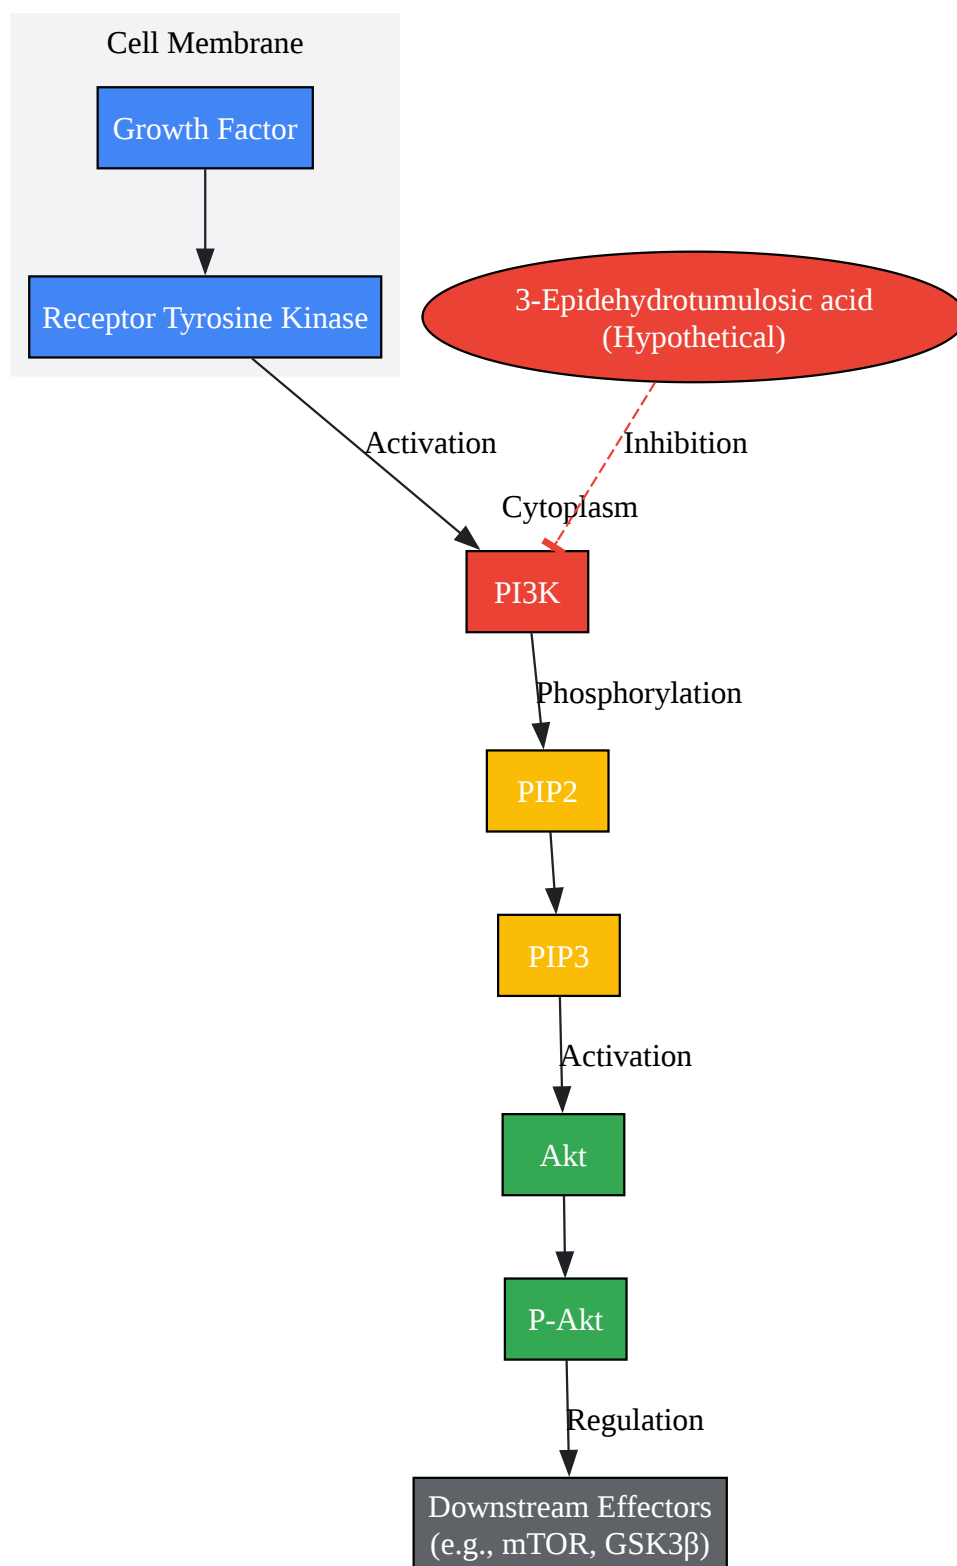 Cell Membrane
Growth Factor
Receptor Tyrosine Kinase
3-Epidehydrotumulosic acid
(Hypothetical)
Activation
Inhibition
Cytoplasm
PI3K
Phosphorylation
PIP2
PIP3
Activation
Akt
P-Akt
Regulation
Downstream Effectors
(e.g., mTOR, GSK3β)